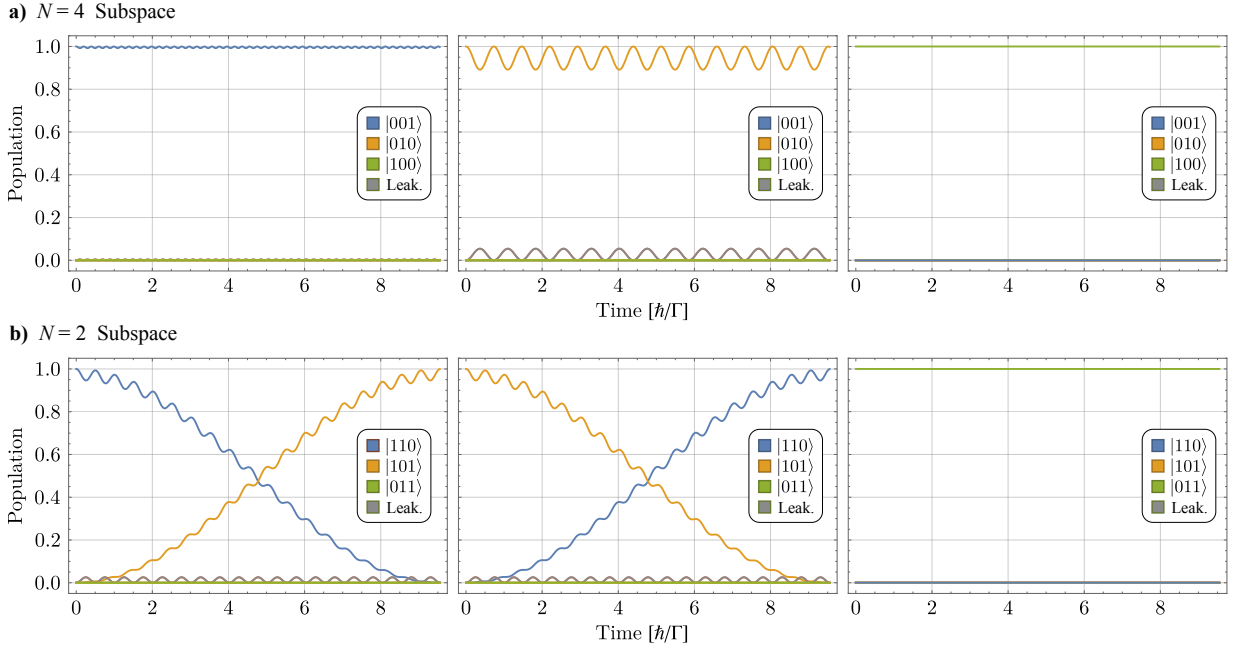 a) N = 4 Subspace
Population
1.0
0.8
0.6
0.4
0.2
0.0
|001⟩
|010⟩
|100⟩
Leak.
|001⟩
|010⟩
|100⟩
Leak.
|001⟩
|010⟩
|100⟩
Leak.
0 2 4 6 8
0 2 4 6 8
0 2 4 6 8
Time [ℏ/Γ]
b) N = 2 Subspace
Population
1.0
0.8
0.6
0.4
0.2
0.0
|110⟩
|101⟩
|011⟩
Leak.
|110⟩
|101⟩
|011⟩
Leak.
|110⟩
|101⟩
|011⟩
Leak.
0 2 4 6 8
0 2 4 6 8
0 2 4 6 8
Time [ℏ/Γ]